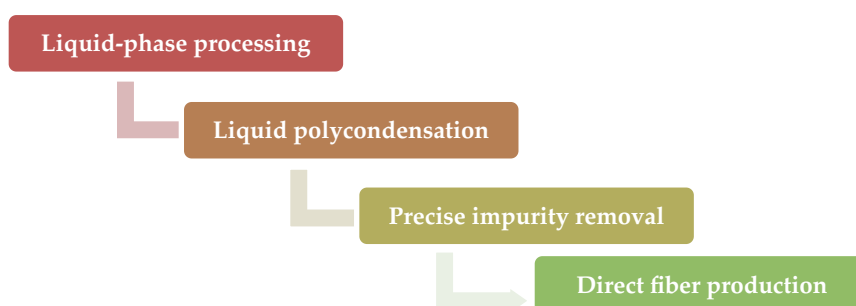 Liquid-phase processing
Liquid polycondensation
Precise impurity removal
Direct fiber production